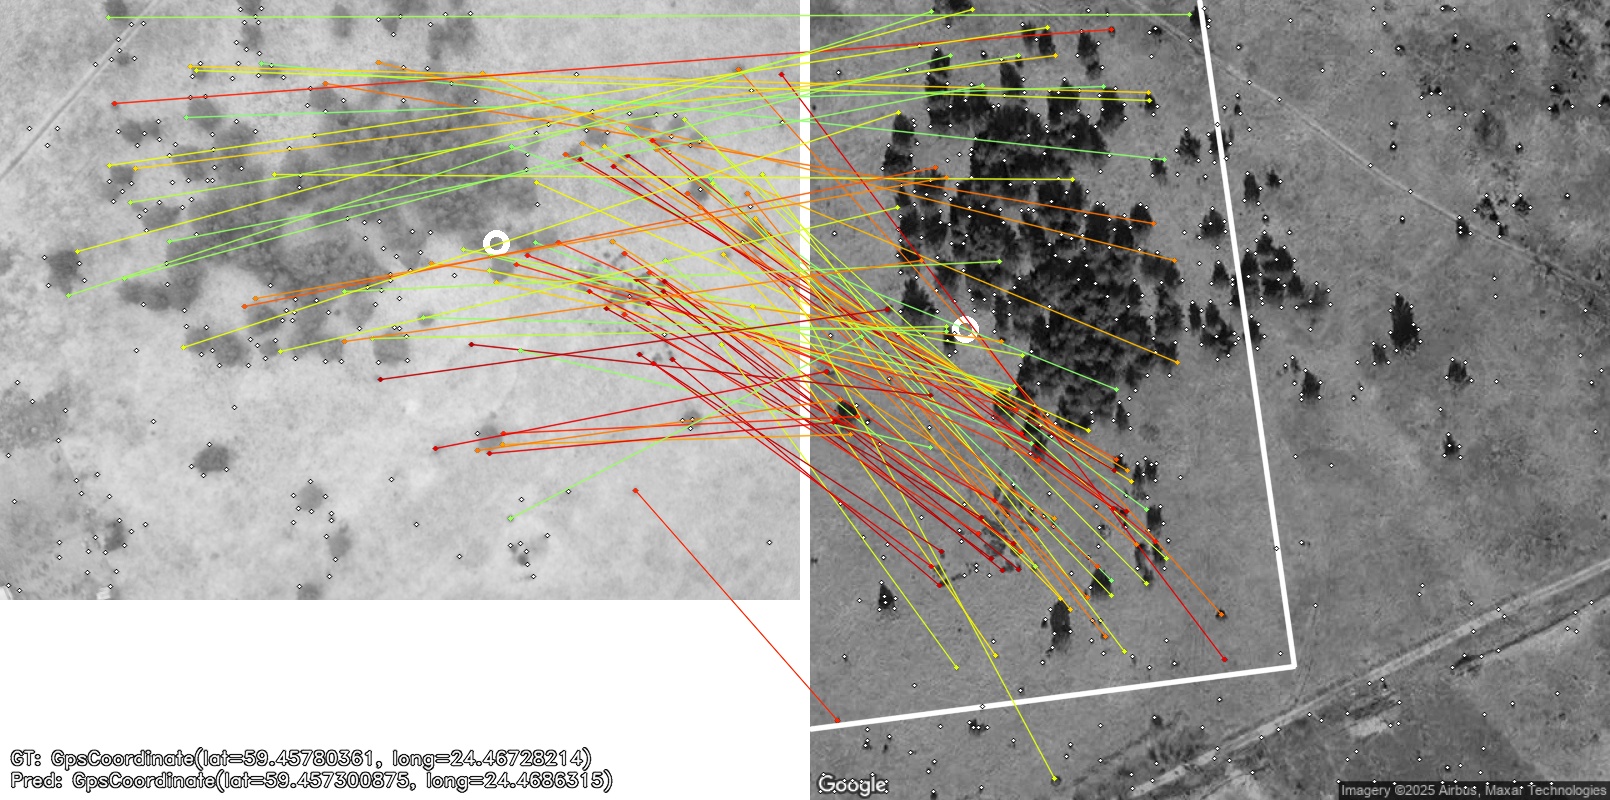 GT: GpsCoordinate(lat=59.45780361, long=24.46728214)
Pred: GpsCoordinate(lat=59.457300875, long=24.4686315)
Google
Imagery ©2025 Airbus, Maxar Technologies